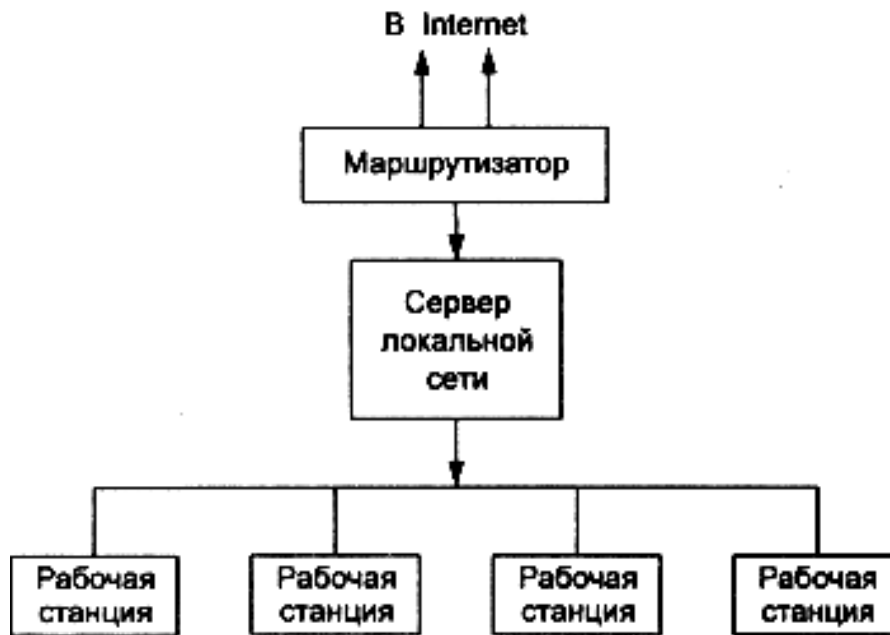 В Internet
Маршрутизатор
Сервер
локальной
сети
Рабочая
станция
Рабочая
станция
Рабочая
станция
Рабочая
станция